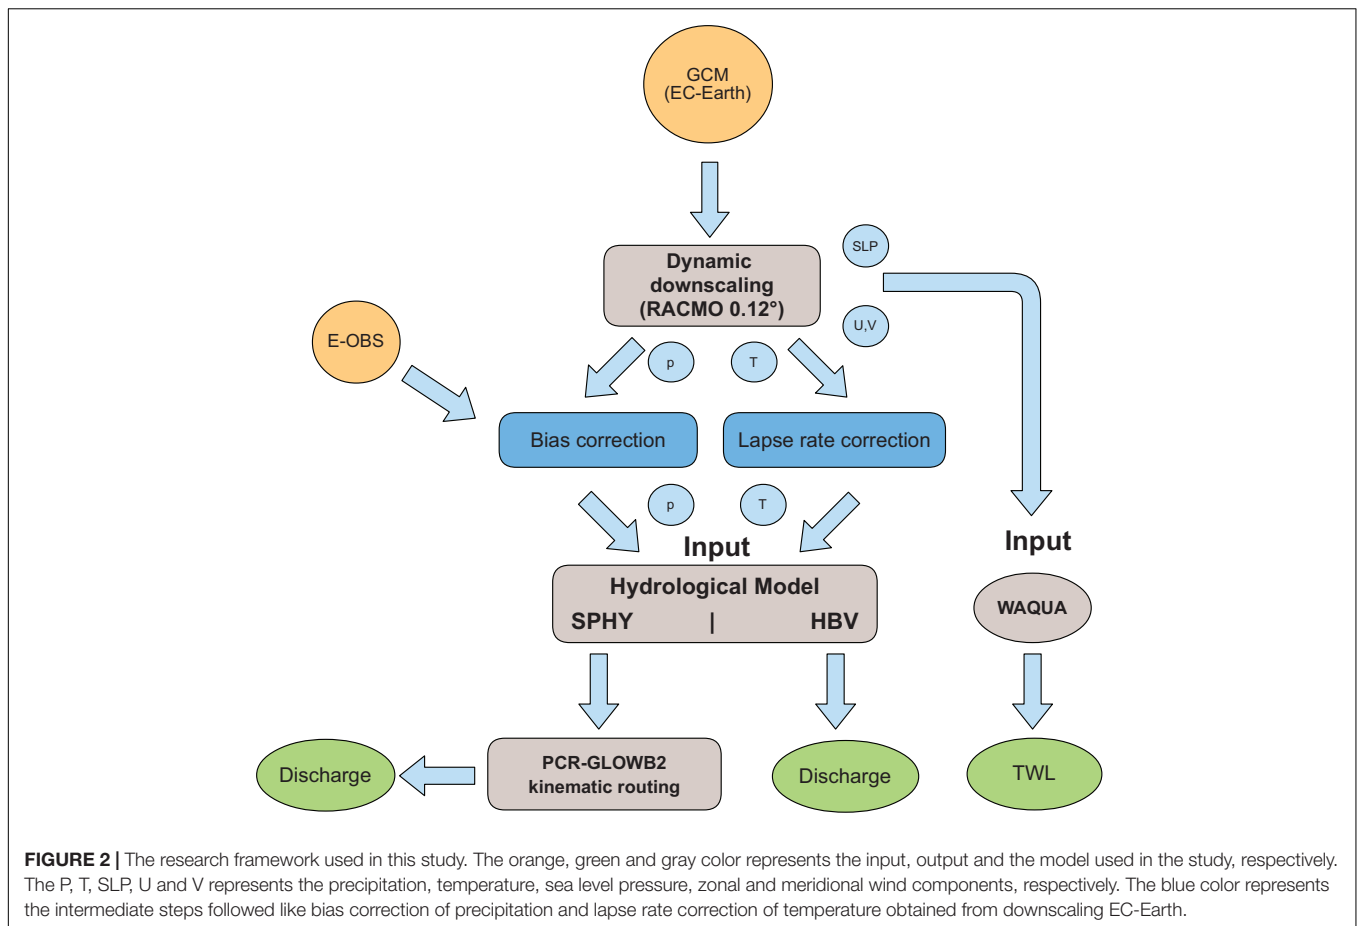 GCM
(EC-Earth)
Dynamic
downscaling
(RACMO 0.12°)
SLP
U,V
E-OBS
p
T
Bias correction
Lapse rate correction
p
T
Input
Input
Hydrological Model
SPHY | HBV
WAQUA
Discharge
PCR-GLOWB2
kinematic routing
Discharge
TWL
FIGURE 2 | The research framework used in this study. The orange, green and gray color represents the input, output and the model used in the study, respectively.
The P, T, SLP, U and V represents the precipitation, temperature, sea level pressure, zonal and meridional wind components, respectively. The blue color represents
the intermediate steps followed like bias correction of precipitation and lapse rate correction of temperature obtained from downscaling EC-Earth.